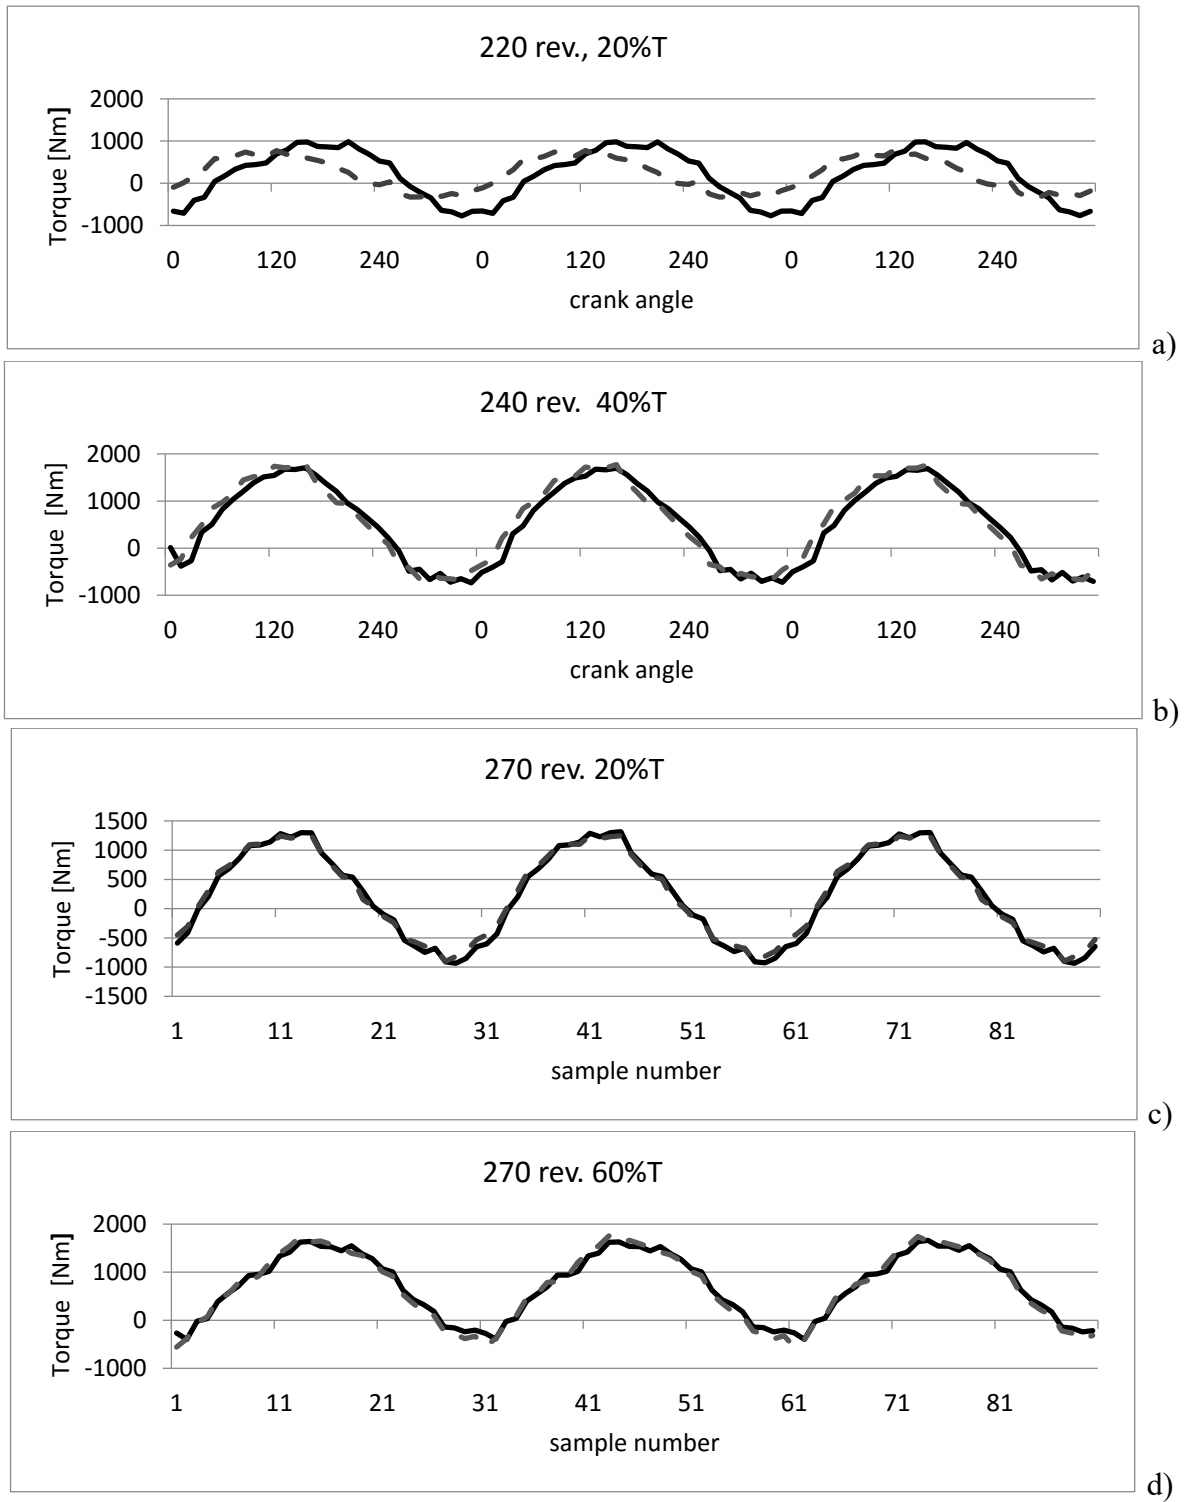 220 rev., 20%T
Torque [Nm]
2000
1000
0
-1000
0 120 240 0 120 240 0 120 240
crank angle
a)
240 rev. 40%T
Torque [Nm]
2000
1000
0
-1000
0 120 240 0 120 240 0 120 240
crank angle
b)
270 rev. 20%T
Torque [Nm]
1500
1000
500
0
-500
-1000
-1500
1 11 21 31 41 51 61 71 81
sample number
c)
270 rev. 60%T
Torque [Nm]
2000
1000
0
-1000
1 11 21 31 41 51 61 71 81
sample number
d)